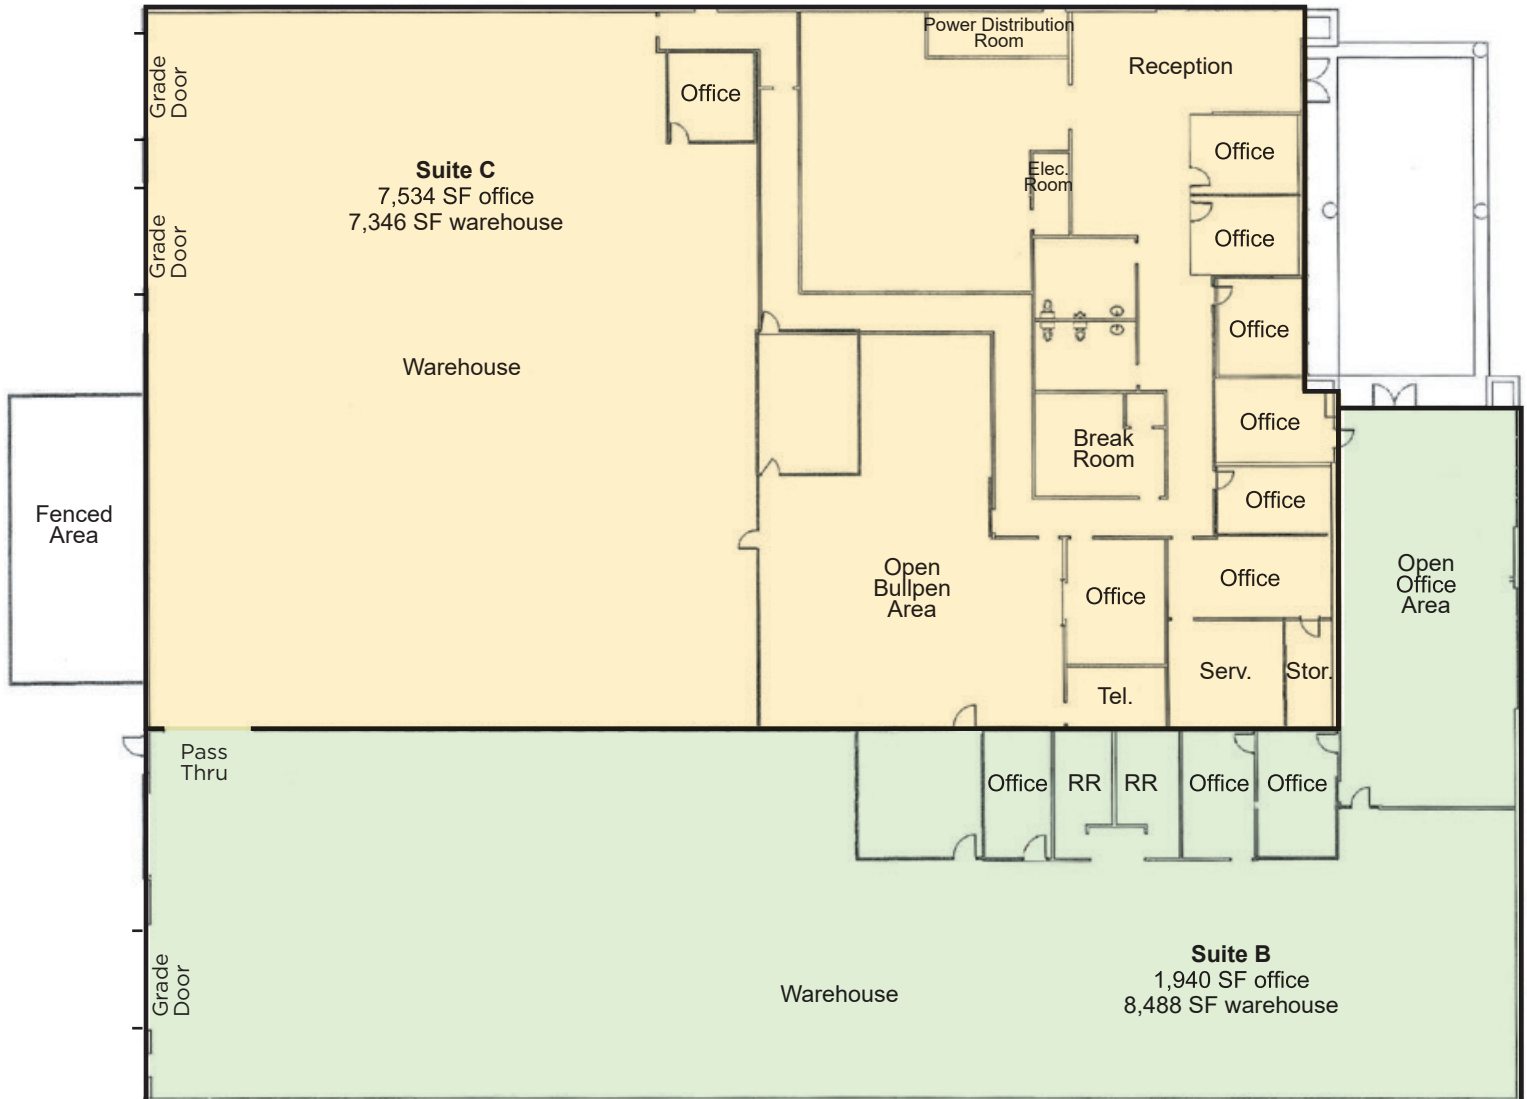 Power Distribution
Room
Reception
Grade
Door
Office
Office
Suite C
7,534 SF office
7,346 SF warehouse
Elec.
Room
Office
Grade
Door
Office
Warehouse
Office
Break
Room
Office
Fenced
Area
Open
Bullpen
Area
Office
Office
Open
Office
Area
Serv.
Stor.
Tel.
Pass
Thru
Office
RR
RR
Office
Office
Grade
Door
Warehouse
Suite B
1,940 SF office
8,488 SF warehouse